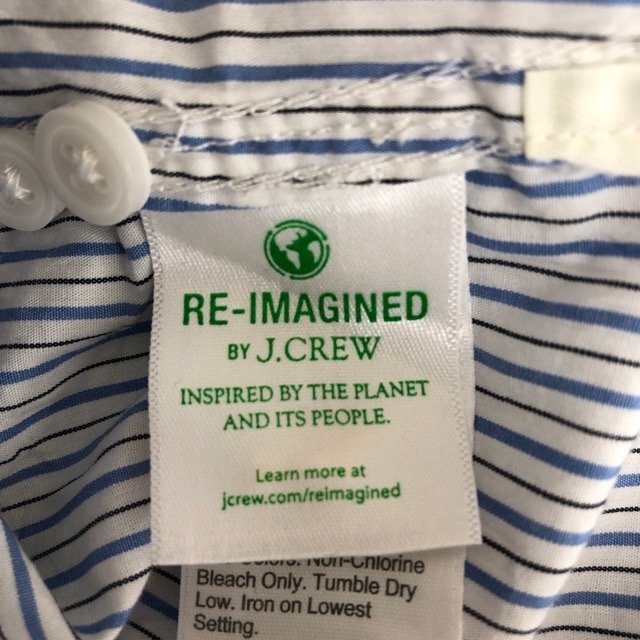 RE-IMAGINED
BY J.CREW
INSPIRED BY THE PLANET
AND ITS PEOPLE.
Learn more at
jcrew.com/reimagined
Non-Chlorine
Bleach Only. Tumble Dry
Low. Iron on Lowest
Setting.